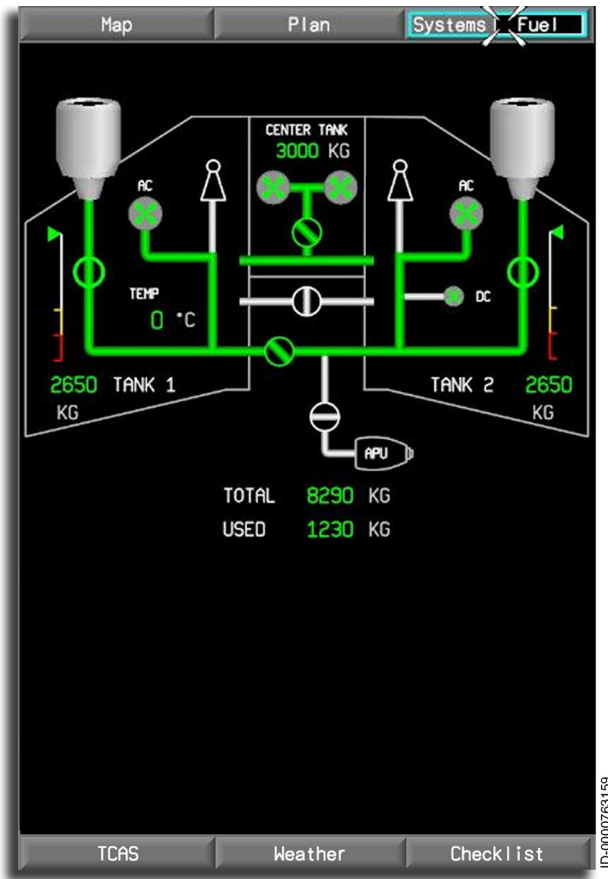 Map Plan Systems Fuel
CENTER TANK
3000 KG
AC AC
TEMP DC
0 °C
2650 TANK 1 TANK 2 2650
KG KG
APU
TOTAL 8290 KG
USED 1230 KG
TCAS Weather Checklist
ID-0000763159